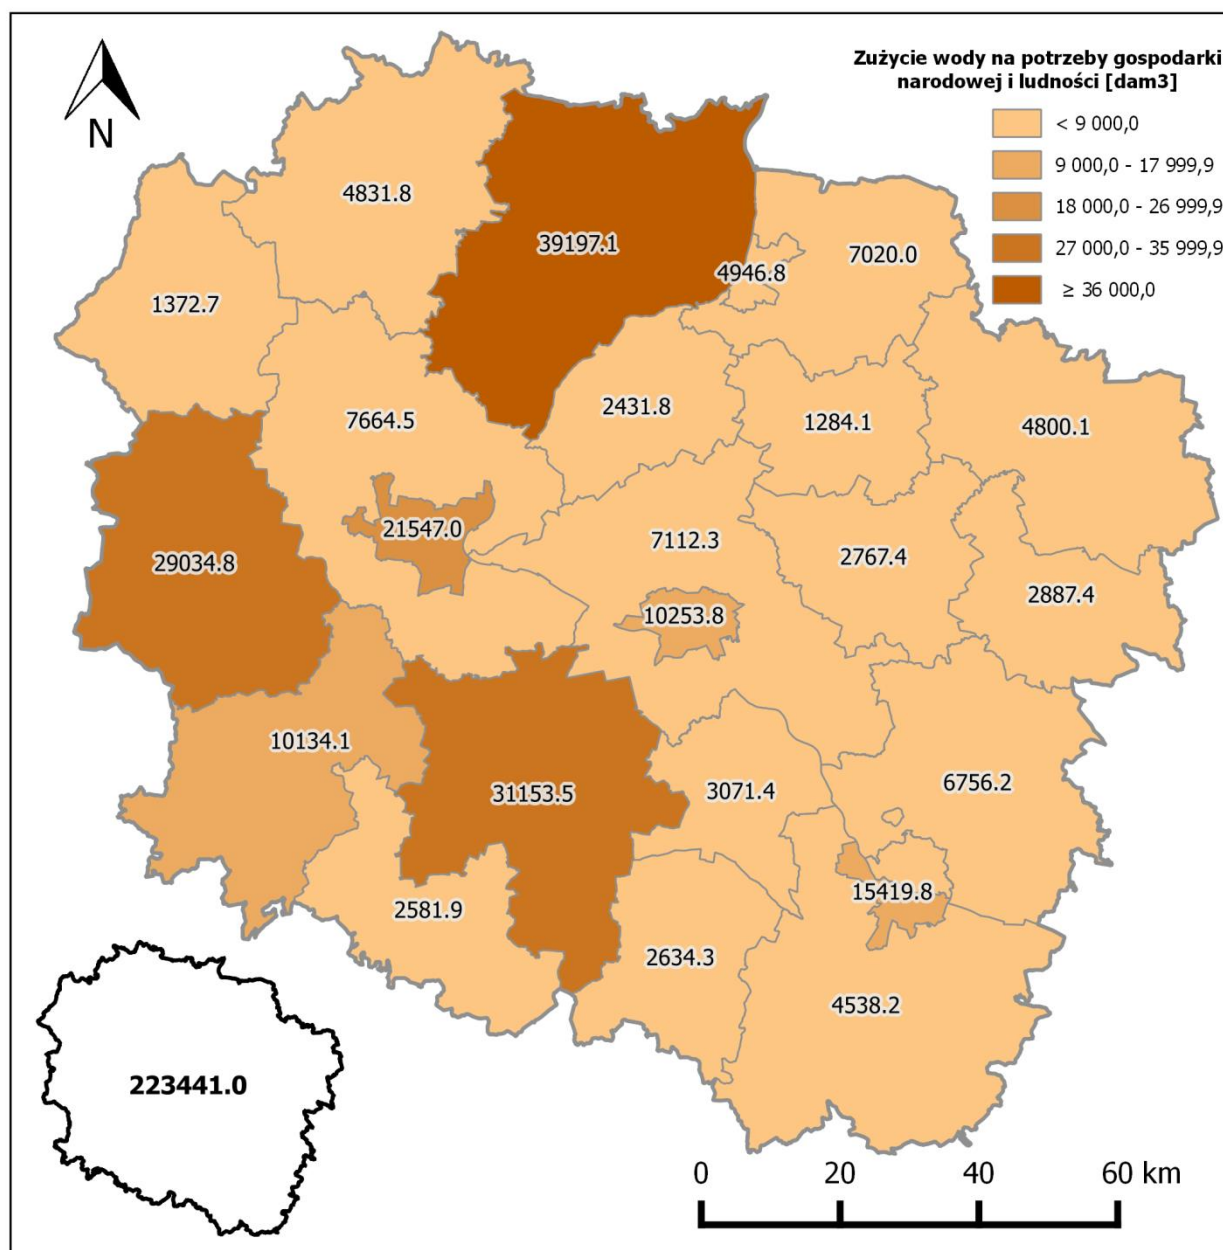 Zużycie wody na potrzeby gospodarki
narodowej i ludności [dam3]
< 9 000,0
9 000,0 - 17 999,9
18 000,0 - 26 999,9
27 000,0 - 35 999,9
≥ 36 000,0
N
4831.8
39197.1
4946.8
7020.0
1372.7
7664.5
2431.8
1284.1
4800.1
29034.8
21547.0
7112.3
2767.4
2887.4
10253.8
10134.1
31153.5
3071.4
6756.2
2581.9
15419.8
2634.3
4538.2
223441.0
0 20 40 60 km